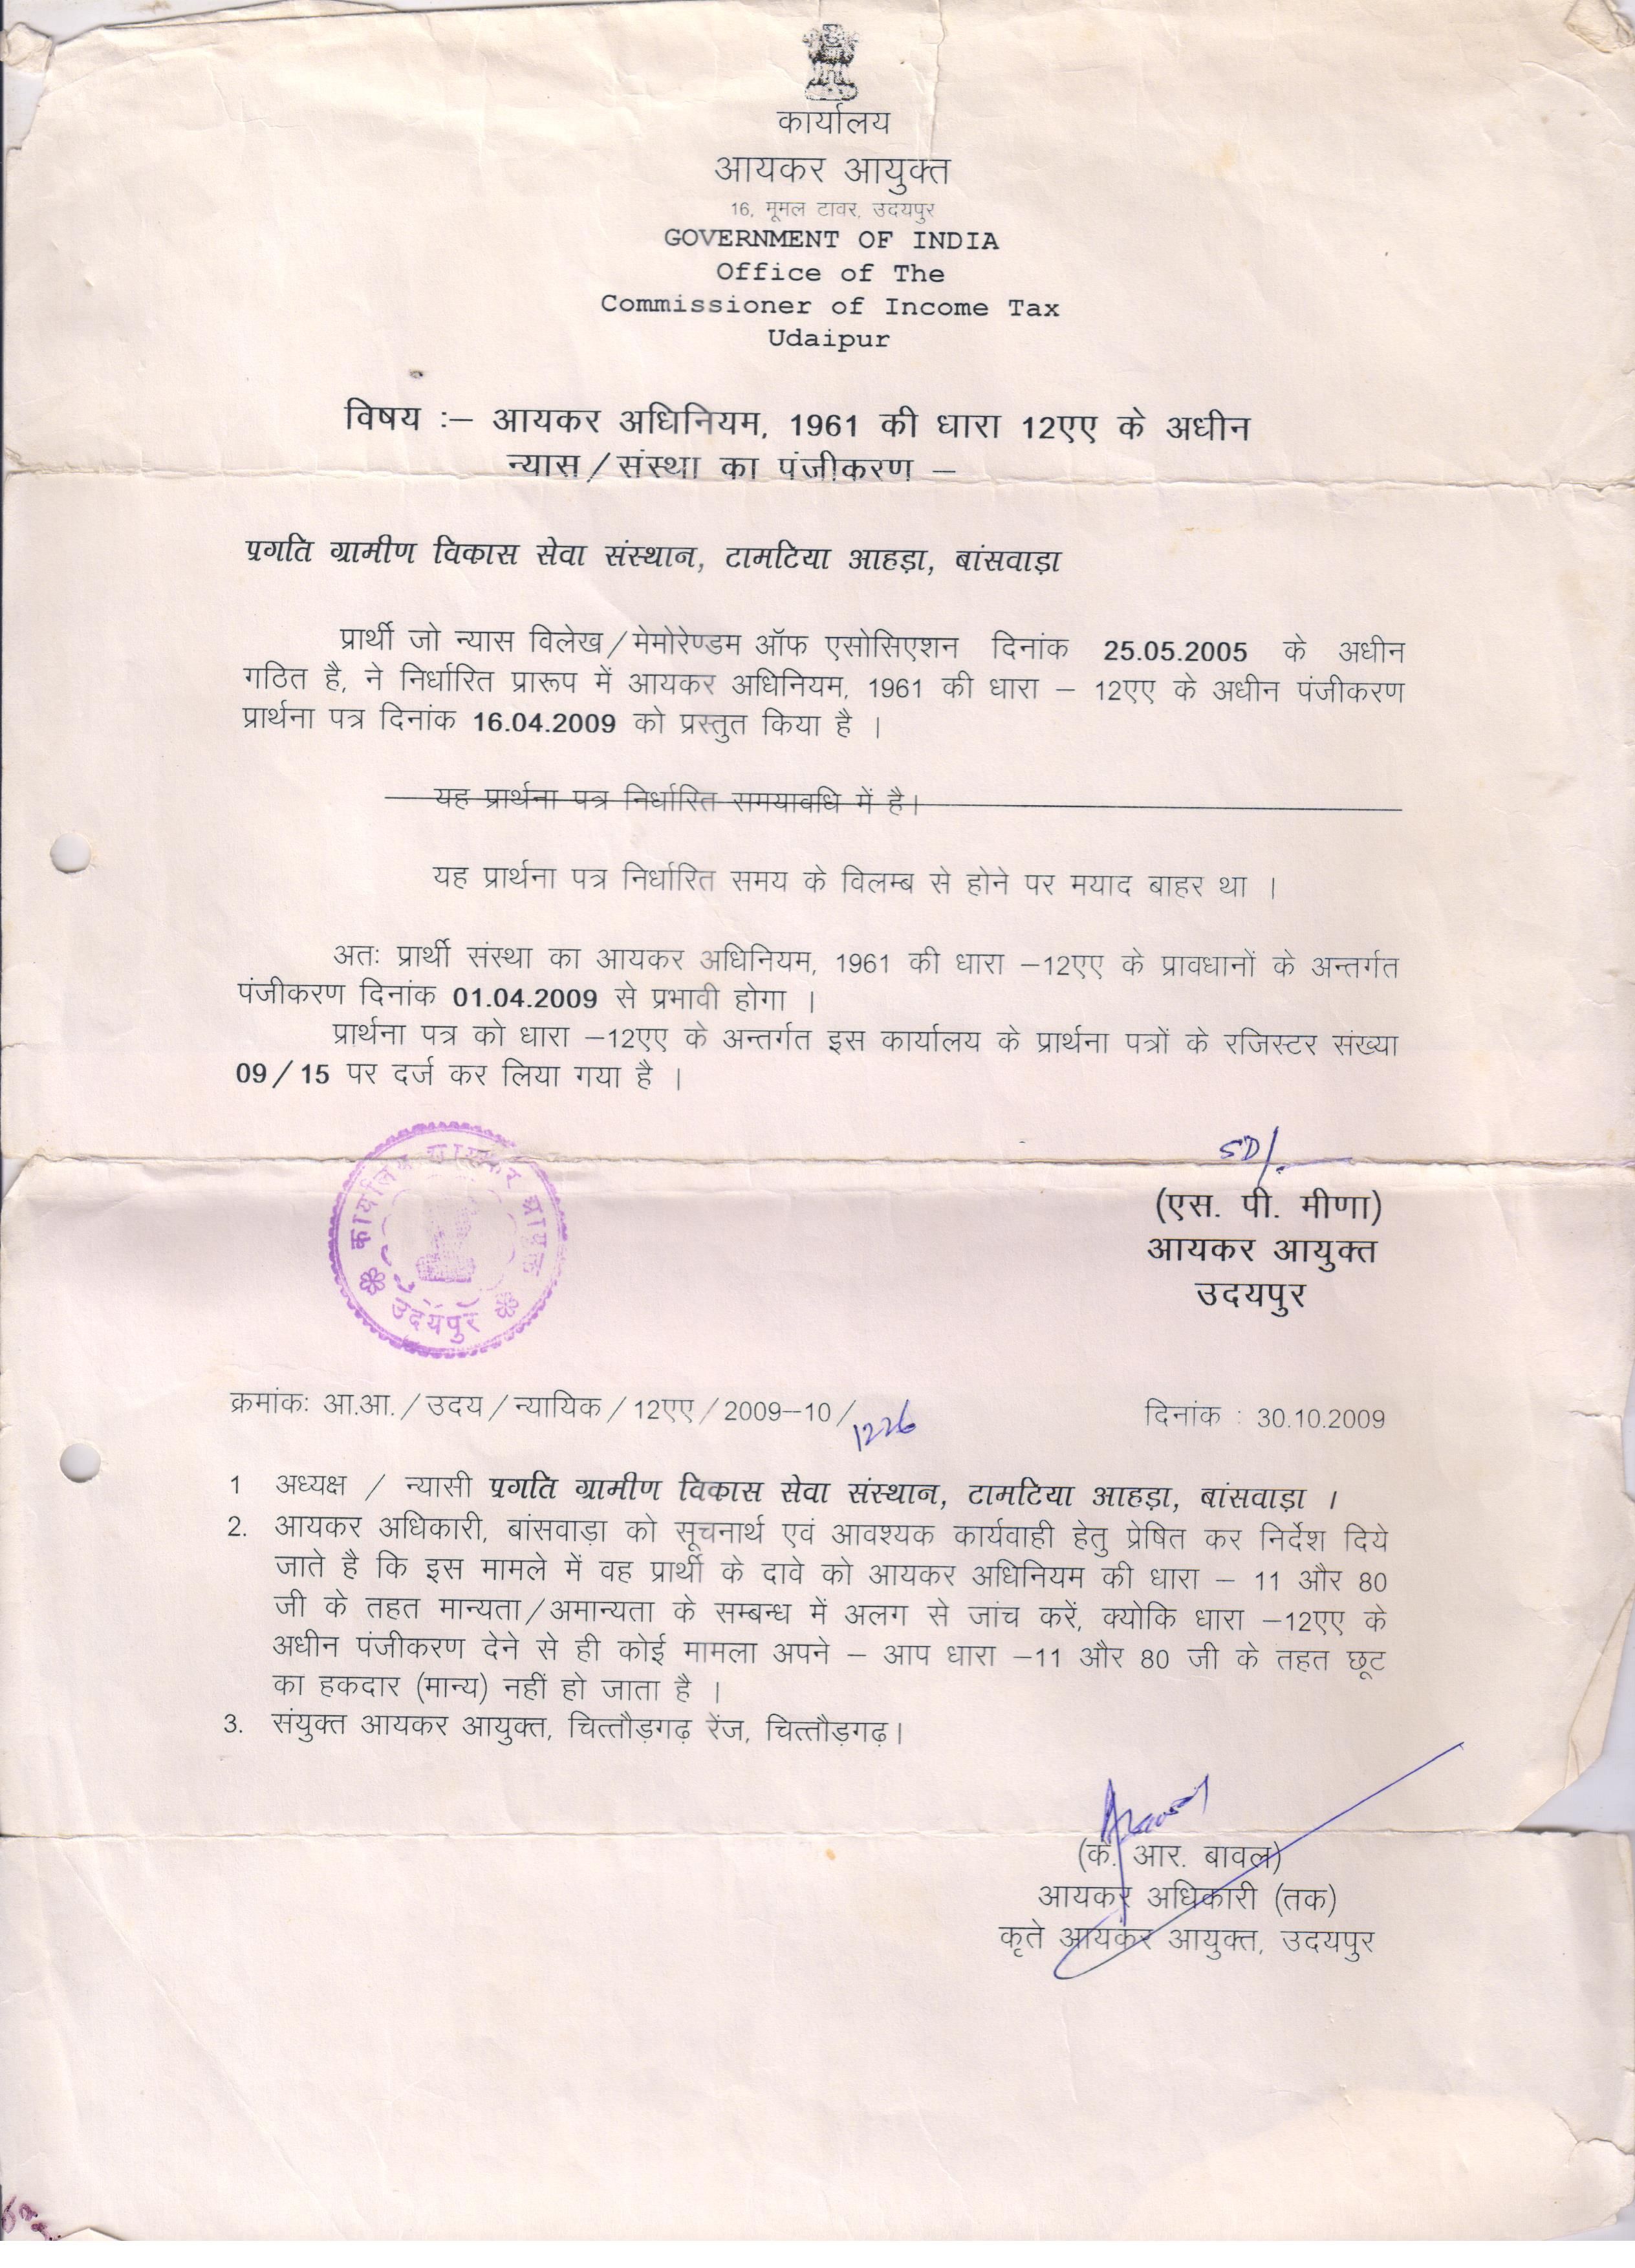 कार्यालय
आयकर आयुक्त
16, मूमल टावर, उदयपुर
GOVERNMENT OF INDIA
Office of The
Commissioner of Income Tax
Udaipur
विषय :– आयकर अधिनियम, 1961 की धारा 12एए के अधीन
न्यास/संस्था का पंजीकरण –
प्रगति ग्रामीण विकास सेवा संस्थान, टामटिया आहड़ा, बांसवाड़ा
प्रार्थी जो न्यास विलेख/मेमोरेण्डम ऑफ एसोसिएशन दिनांक 25.05.2005 के अधीन
गठित है, ने निर्धारित प्रारूप में आयकर अधिनियम, 1961 की धारा – 12एए के अधीन पंजीकरण
प्रार्थना पत्र दिनांक 16.04.2009 को प्रस्तुत किया है ।
यह प्रार्थना पत्र निर्धारित समयावधि में है।
यह प्रार्थना पत्र निर्धारित समय के विलम्ब से होने पर मयाद बाहर था ।
अतः प्रार्थी संस्था का आयकर अधिनियम, 1961 की धारा –12एए के प्रावधानों के अन्तर्गत
पंजीकरण दिनांक 01.04.2009 से प्रभावी होगा ।
प्रार्थना पत्र को धारा –12एए के अन्तर्गत इस कार्यालय के प्रार्थना पत्रों के रजिस्टर संख्या
09/15 पर दर्ज कर लिया गया है ।
SD/.
(एस. पी. मीणा)
आयकर आयुक्त
उदयपुर
उदयपुर
क्रमांक: आ.आ./उदय/न्यायिक/12एए/2009–10/1226 दिनांक : 30.10.2009
1 अध्यक्ष / न्यासी प्रगति ग्रामीण विकास सेवा संस्थान, टामटिया आहड़ा, बांसवाड़ा ।
2. आयकर अधिकारी, बांसवाड़ा को सूचनार्थ एवं आवश्यक कार्यवाही हेतु प्रेषित कर निर्देश दिये
जाते है कि इस मामले में वह प्रार्थी के दावे को आयकर अधिनियम की धारा – 11 और 80
जी के तहत मान्यता/अमान्यता के सम्बन्ध में अलग से जांच करें, क्योकि धारा –12एए के
अधीन पंजीकरण देने से ही कोई मामला अपने – आप धारा –11 और 80 जी के तहत छूट
का हकदार (मान्य) नहीं हो जाता है ।
3. संयुक्त आयकर आयुक्त, चित्तौड़गढ़ रेंज, चित्तौड़गढ़।
(के. आर. बावल)
आयकर अधिकारी (तक)
कृते आयकर आयुक्त, उदयपुर